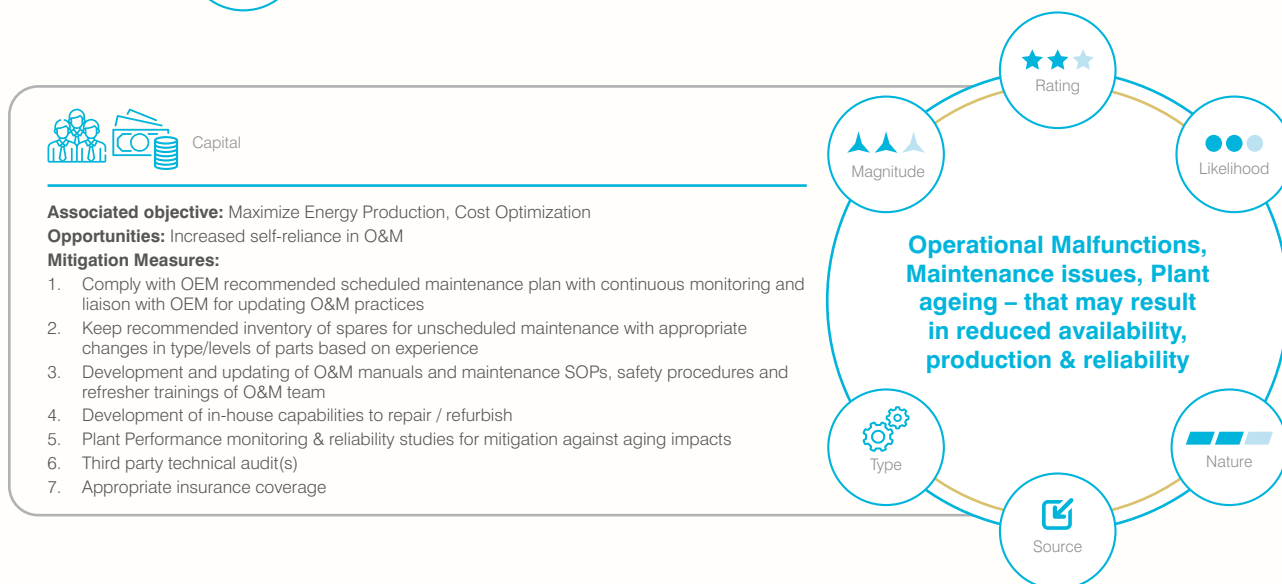 Capital
Associated objective: Maximize Energy Production, Cost Optimization
Opportunities: Increased self-reliance in O&M
Mitigation Measures:
1. Comply with OEM recommended scheduled maintenance plan with continuous monitoring and
liaison with OEM for updating O&M practices
2. Keep recommended inventory of spares for unscheduled maintenance with appropriate
changes in type/levels of parts based on experience
3. Development and updating of O&M manuals and maintenance SOPs, safety procedures and
refresher trainings of O&M team
4. Development of in-house capabilities to repair / refurbish
5. Plant Performance monitoring & reliability studies for mitigation against aging impacts
6. Third party technical audit(s)
7. Appropriate insurance coverage
Rating
Magnitude
Likelihood
Operational Malfunctions,
Maintenance issues, Plant
ageing – that may result
in reduced availability,
production & reliability
Type
Nature
Source